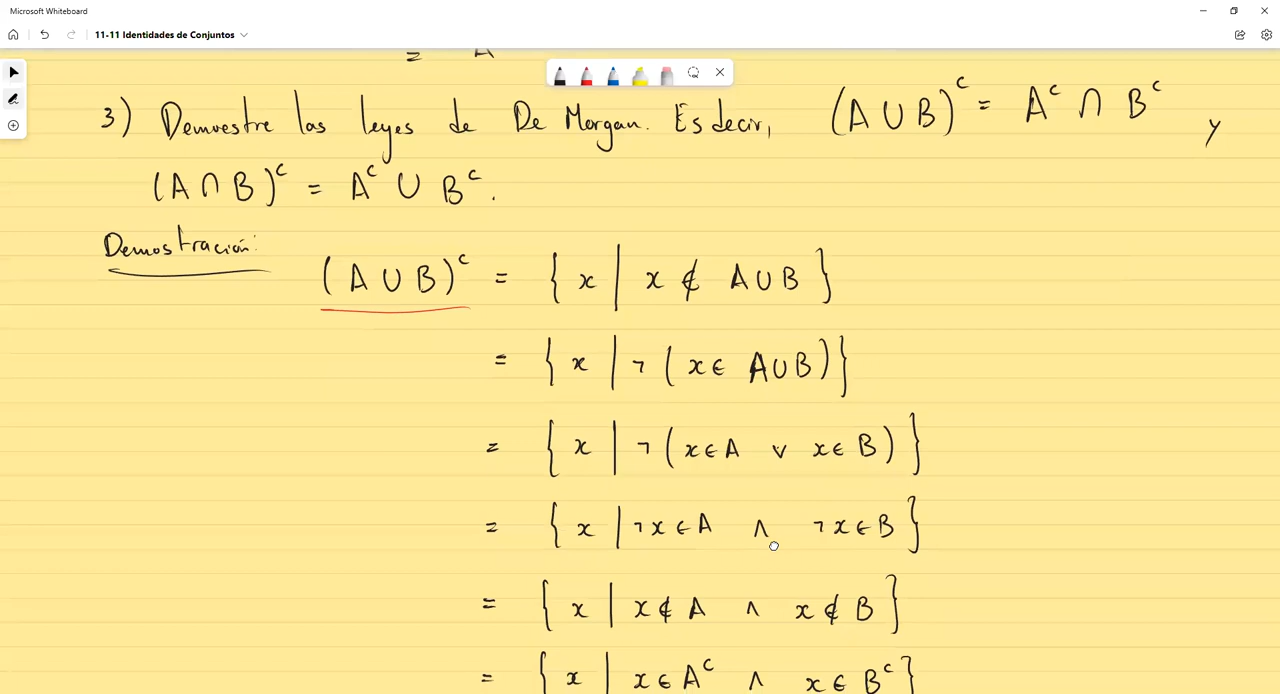 Microsoft Whiteboard
11-11 Identidades de Conjuntos
= A
3) Demuestre las leyes de De Morgan. Es decir, (A ∪ B)ᶜ = Aᶜ ∩ Bᶜ y
(A ∩ B)ᶜ = Aᶜ ∪ Bᶜ.
Demostración:
(A ∪ B)ᶜ = { x | x ∉ A∪B }
= { x | ¬ ( x ∈ A∪B ) }
= { x | ¬ ( x∈A ∨ x∈B ) }
= { x | ¬x∈A ∧ ¬x∈B }
= { x | x∉A ∧ x∉B }
= { x | x∈Aᶜ ∧ x∈Bᶜ }